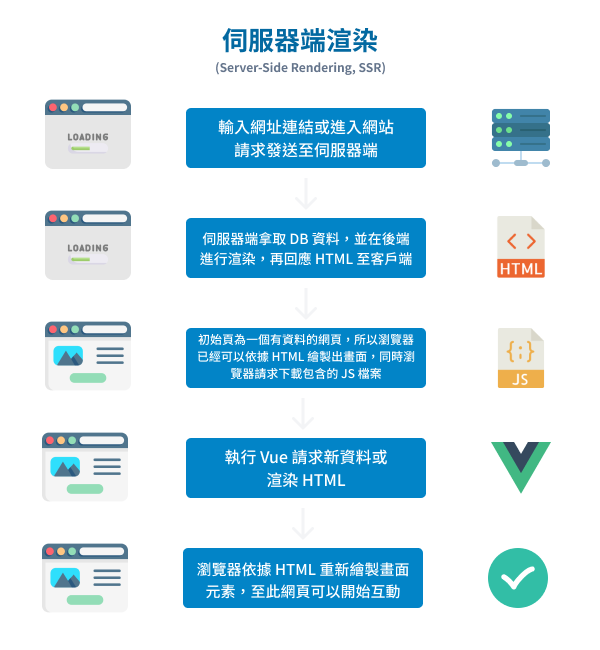 伺服器端渲染
(Server-Side Rendering, SSR)
LOADING
輸入網址連結或進入網站
請求發送至伺服器端
LOADING
伺服器端拿取 DB 資料，並在後端
進行渲染，再回應 HTML 至客戶端
HTML
初始頁為一個有資料的網頁，所以瀏覽器
已經可以依據 HTML 繪製出畫面，同時瀏
覽器請求下載包含的 JS 檔案
{;}
JS
執行 Vue 請求新資料或
渲染 HTML
瀏覽器依據 HTML 重新繪製畫面
元素，至此網頁可以開始互動